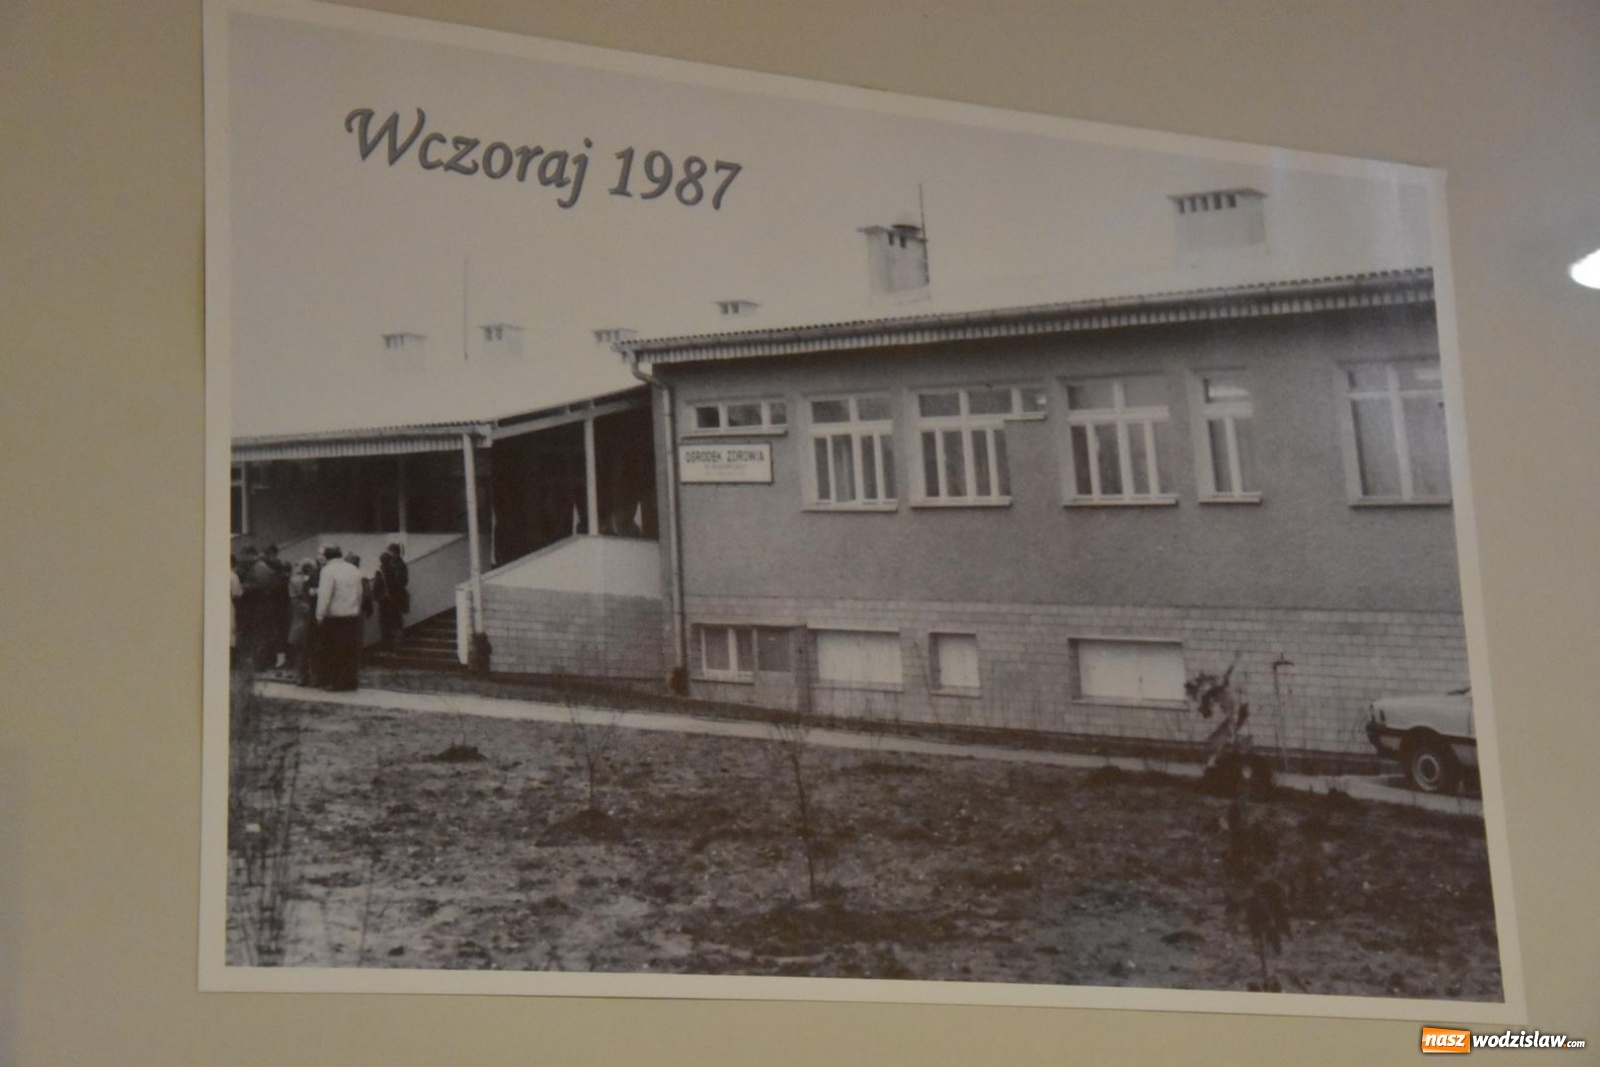 Wczoraj 1987
OŚRODEK ZDROWIA
nasz wodzislaw.com